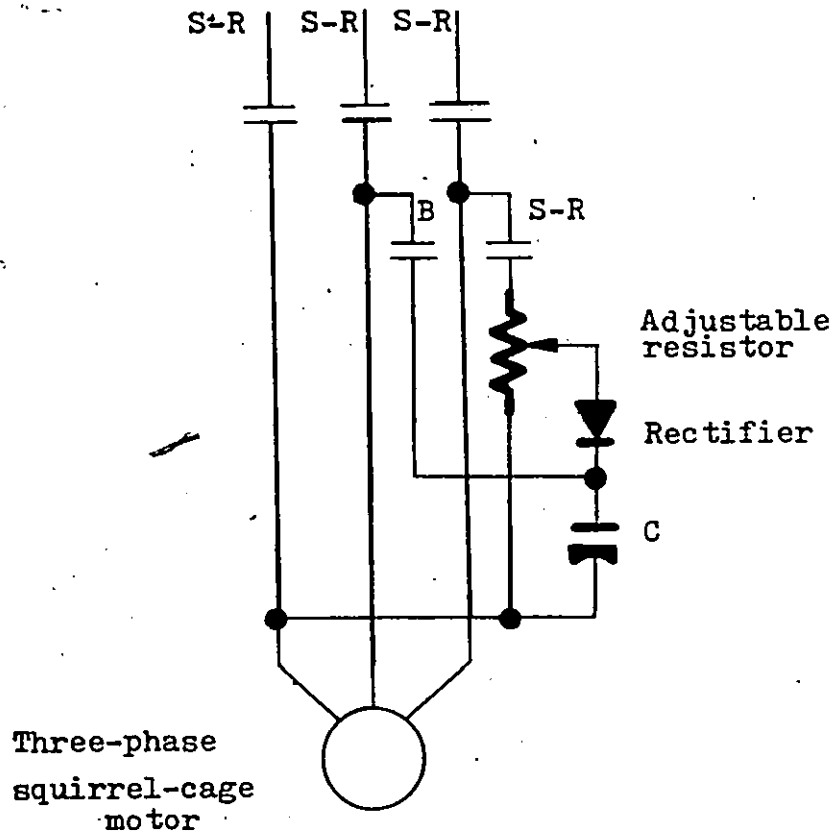 S-R S-R S-R
B
S-R
Adjustable
resistor
Rectifier
C
Three-phase
squirrel-cage
motor